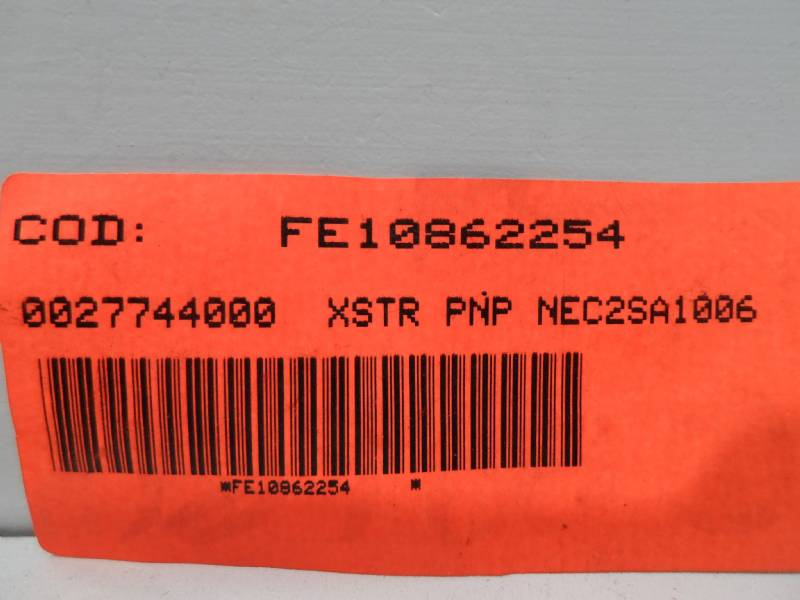 COD: FE10862254
0027744000 XSTR PNP NEC2SA1006
*FE10862254 *